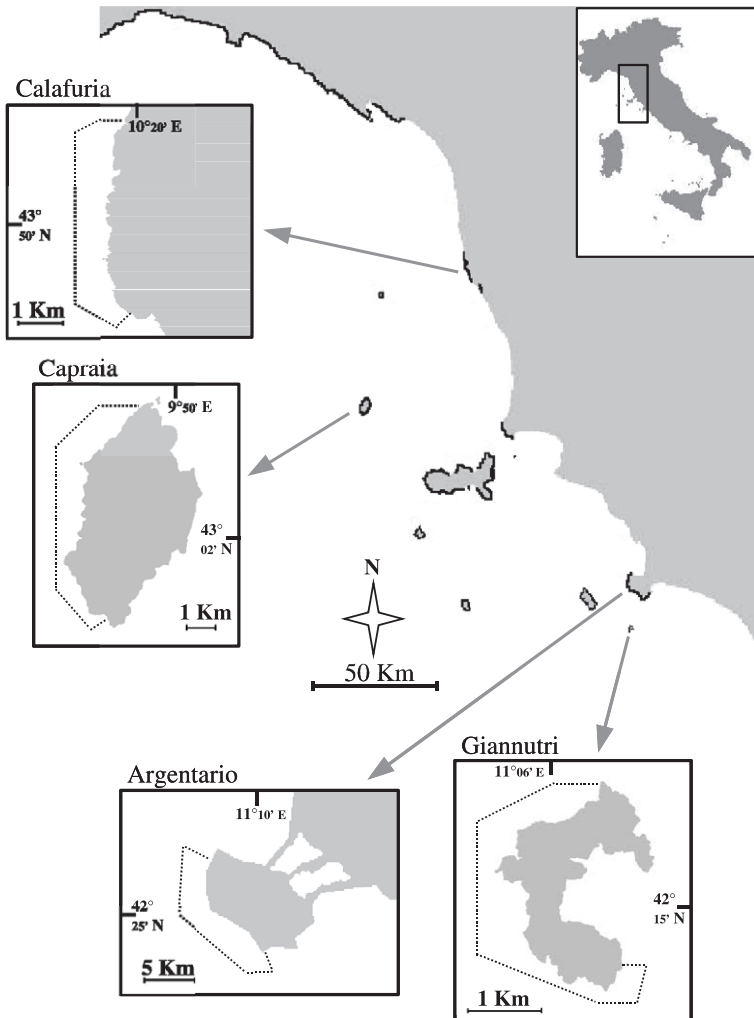 Calafuria
10°20' E
43°
50' N
1 Km
Capraia
9°50' E
43°
02' N
1 Km
N
50 Km
Argentario
11°10' E
42°
25' N
5 Km
Giannutri
11°06' E
42°
15' N
1 Km